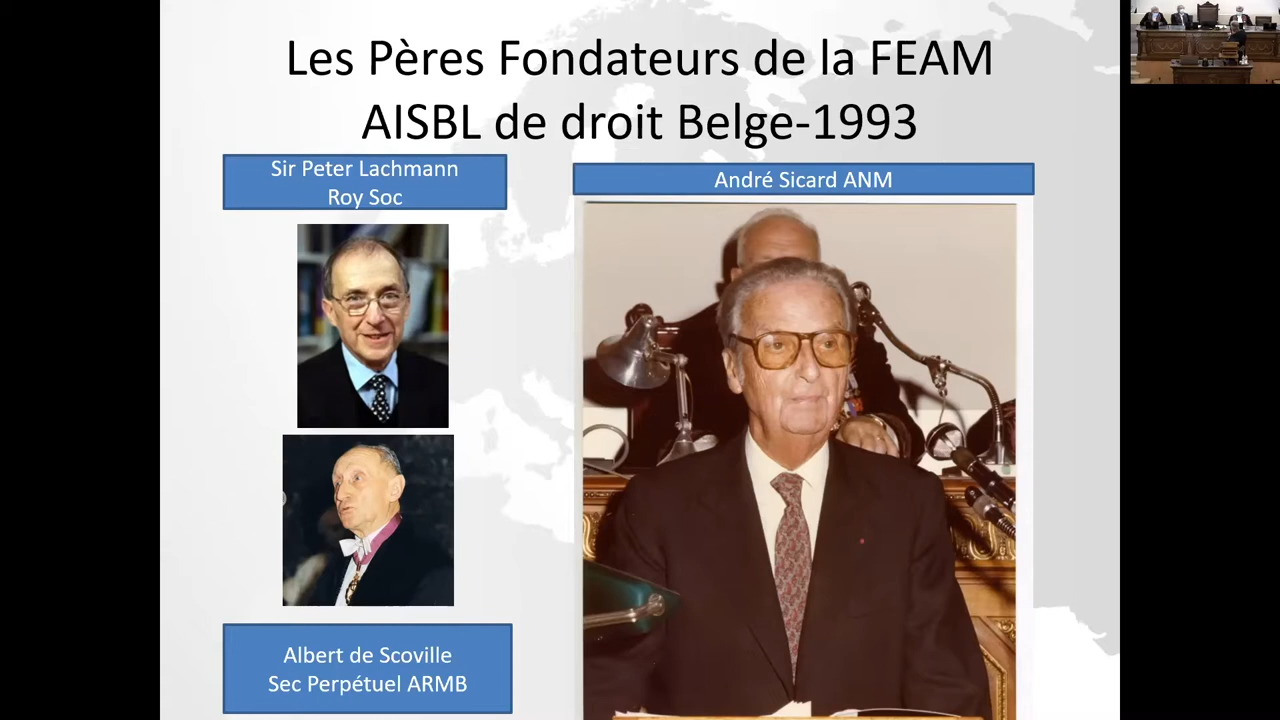 Les Pères Fondateurs de la FEAM
AISBL de droit Belge-1993
Sir Peter Lachmann
Roy Soc
André Sicard ANM
Albert de Scoville
Sec Perpétuel ARMB